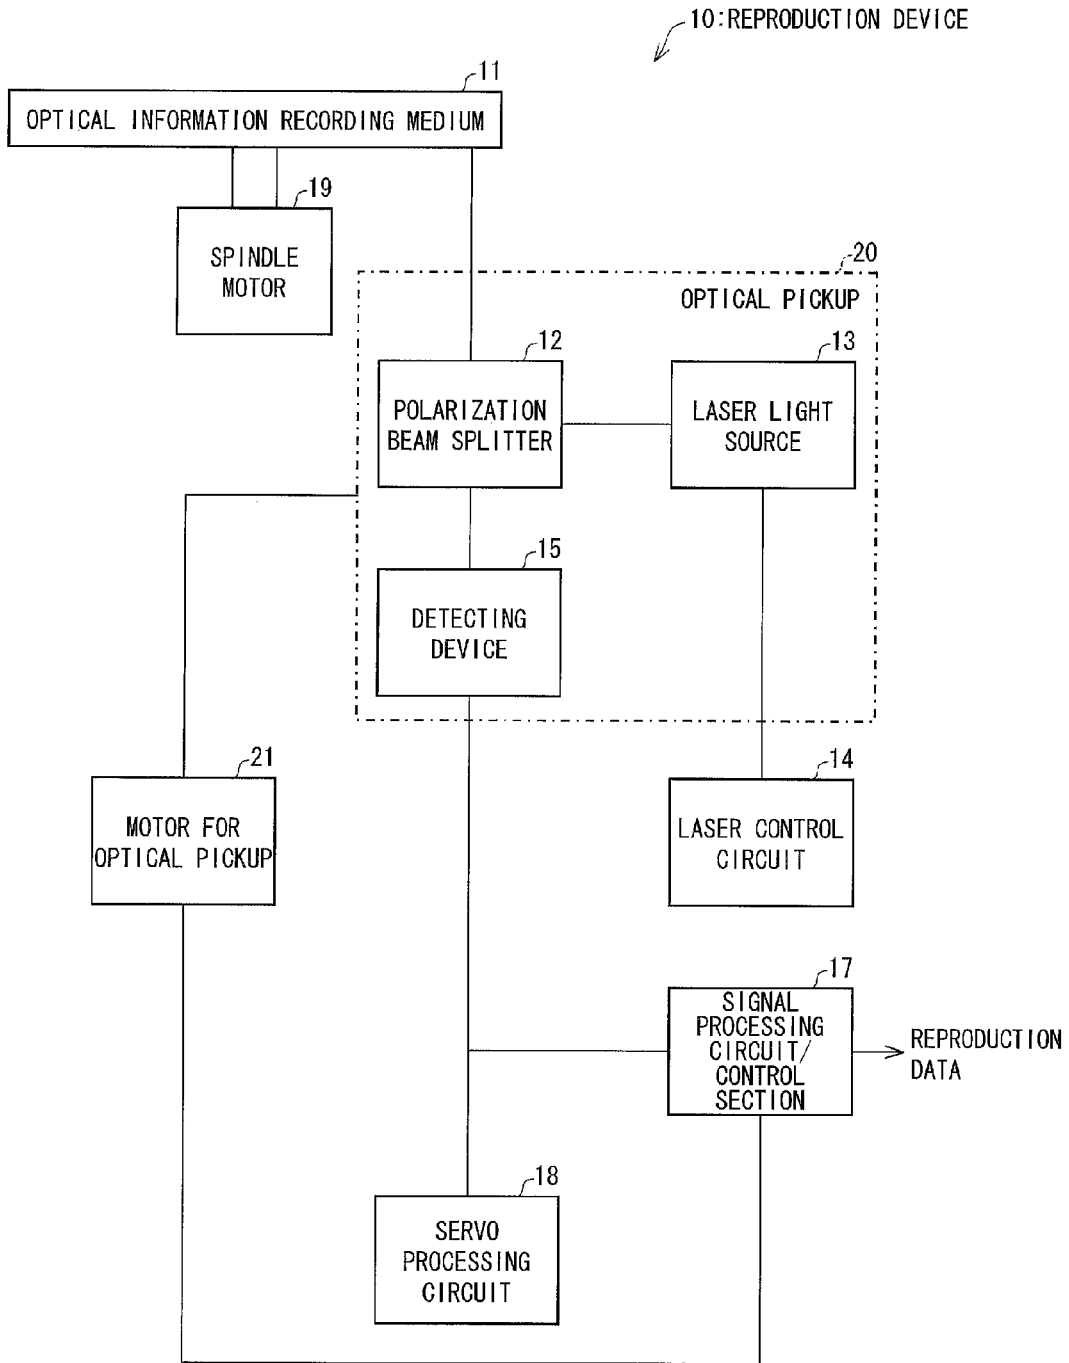 10:REPRODUCTION DEVICE
11
OPTICAL INFORMATION RECORDING MEDIUM
19
SPINDLE
MOTOR
20
OPTICAL PICKUP
12
POLARIZATION
BEAM SPLITTER
13
LASER LIGHT
SOURCE
15
DETECTING
DEVICE
21
MOTOR FOR
OPTICAL PICKUP
14
LASER CONTROL
CIRCUIT
17
SIGNAL
PROCESSING
CIRCUIT/
CONTROL
SECTION
REPRODUCTION
DATA
18
SERVO
PROCESSING
CIRCUIT